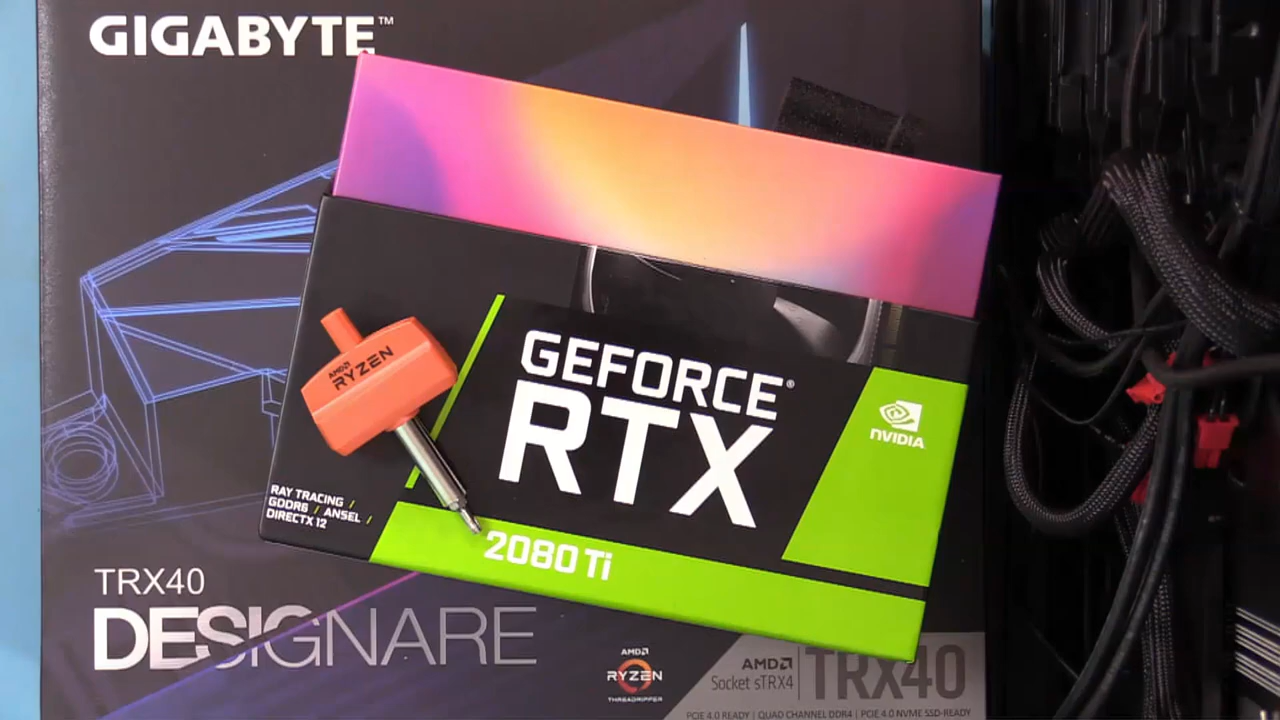 GIGABYTE™
AMD
RYZEN
GEFORCE®
RTX
NVIDIA
RAY TRACING /
GDDR6 / ANSEL /
DIRECTX 12
2080 Ti
TRX40
DESIGNARE
AMD
RYZEN
THREADRIPPER
AMD
Socket sTRX4
TRX40
PCIE 4.0 READY | QUAD CHANNEL DDR4 | PCIE 4.0 NVME SSD-READY